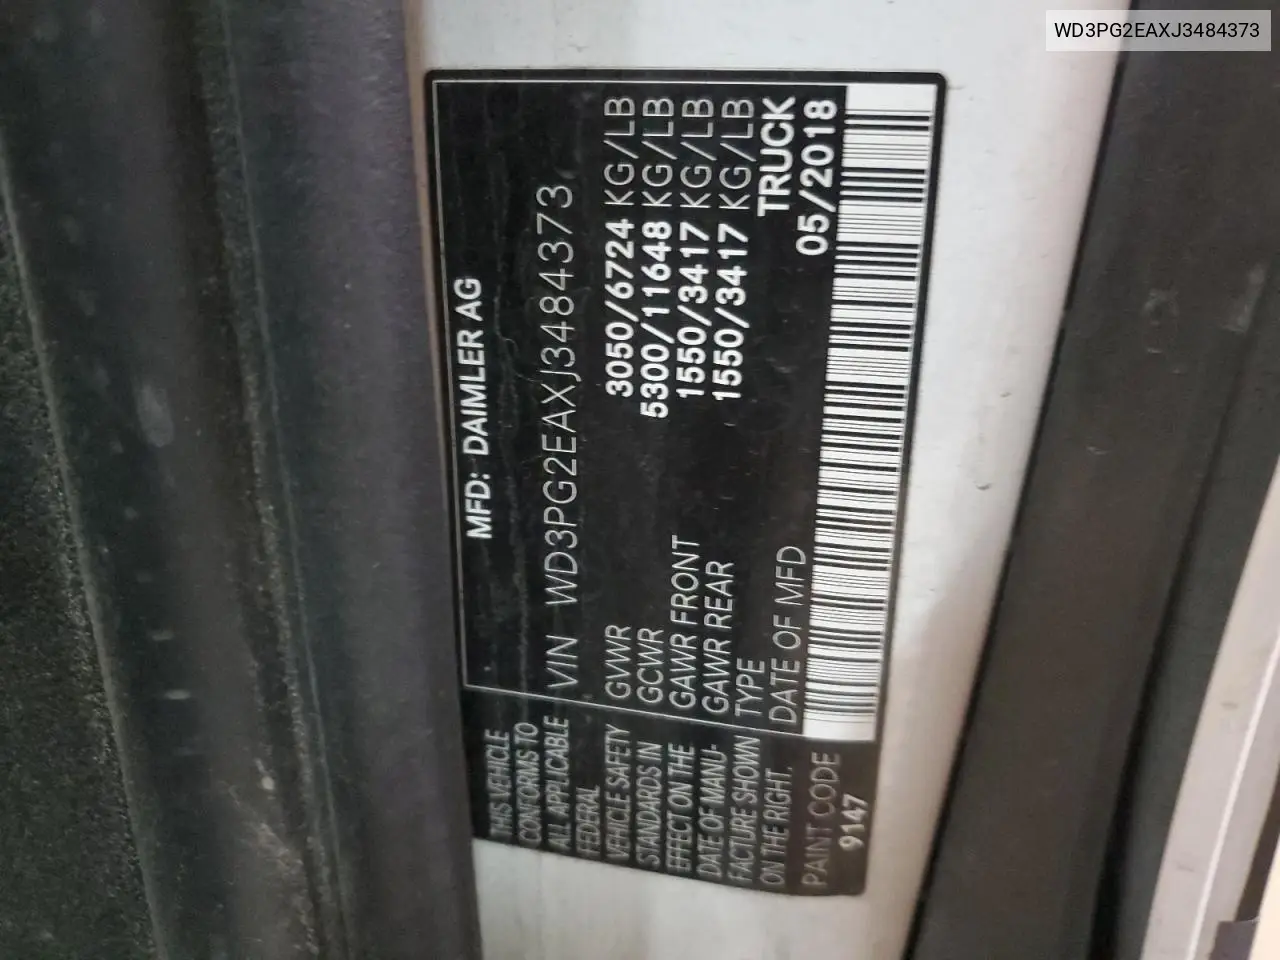 WD3PG2EAXJ3484373
MFD: DAIMLER AG
VIN WD3PG2EAXJ3484373
GVWR 3050/6724 KG/LB
GCWR 5300/11648 KG/LB
GAWR FRONT 1550/3417 KG/LB
GAWR REAR 1550/3417 KG/LB
TYPE TRUCK
DATE OF MFD 05/2018
THIS VEHICLE
CONFORMS TO
ALL APPLICABLE
FEDERAL
VEHICLE SAFETY
STANDARDS IN
EFFECT ON THE
DATE OF MANU-
FACTURE SHOWN
ON THE RIGHT.
PAINT CODE
9147